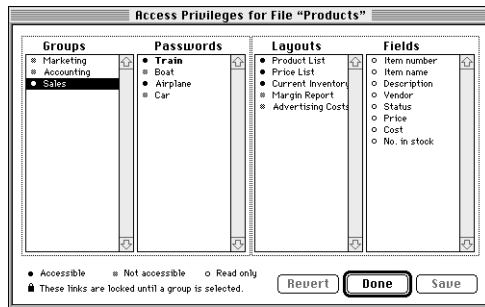 Access Privileges for File “Products”
Groups
Marketing
Accounting
Sales
Passwords
Train
Boat
Airplane
Car
Layouts
Product List
Price List
Current Inventory
Margin Report
Advertising Costs
Fields
Item number
Item name
Description
Vendor
Status
Price
Cost
No. in stock
Accessible Not accessible Read only
These links are locked until a group is selected.
Revert Done Save